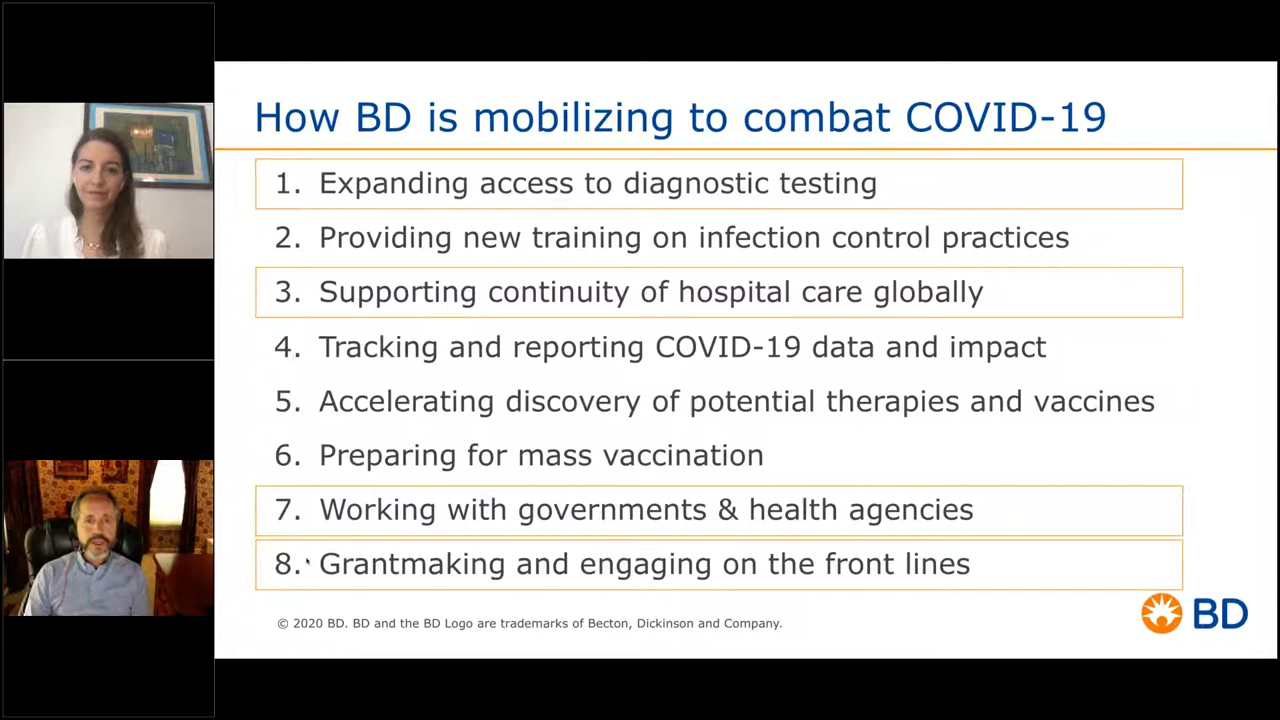 How BD is mobilizing to combat COVID-19
1. Expanding access to diagnostic testing
2. Providing new training on infection control practices
3. Supporting continuity of hospital care globally
4. Tracking and reporting COVID-19 data and impact
5. Accelerating discovery of potential therapies and vaccines
6. Preparing for mass vaccination
7. Working with governments & health agencies
8. Grantmaking and engaging on the front lines
© 2020 BD. BD and the BD Logo are trademarks of Becton, Dickinson and Company.
BD